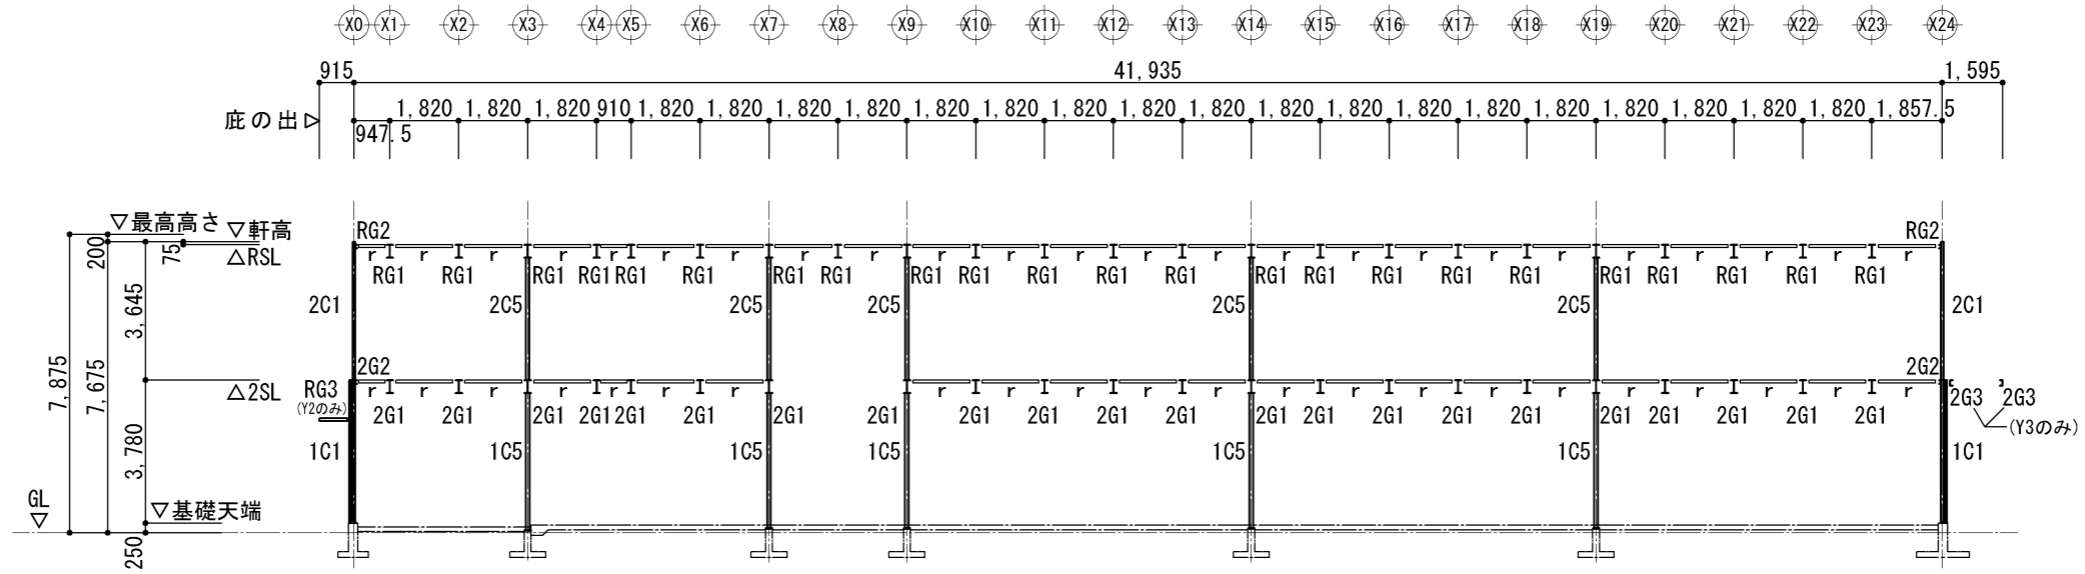 X0 X1 X2 X3 X4 X5 X6 X7 X8 X9 X10 X11 X12 X13 X14 X15 X16 X17 X18 X19 X20 X21 X22 X23 X24
915 41,935 1,595
庇の出 1,820 1,820 1,820 910 1,820 1,820 1,820 1,820 1,820 1,820 1,820 1,820 1,820 1,820 1,820 1,820 1,820 1,820 1,820 1,820 1,820 1,857.5
947.5
▽最高高さ ▽軒高 RG2 RG2
200 75 △RSL r r r r r r r r r r r r r r r r r r r r r r r r
RG1 RG1 RG1 RG1 RG1 RG1 RG1 RG1 RG1 RG1 RG1 RG1 RG1 RG1 RG1 RG1 RG1 RG1 RG1 RG1 RG1 RG1
3,645 2C1 2C5 2C5 2C5 2C5 2C5 2C1
7,875 7,675 2G2 2G2
△2SL RG3 r r r r r r r r r r r r r r r r r r r r r r 2G3 2G3
(Y2のみ) 2G1 2G1 2G1 2G1 2G1 2G1 2G1 2G1 2G1 2G1 2G1 2G1 2G1 2G1 2G1 2G1 2G1 2G1 2G1 2G1 2G1 (Y3のみ)
3,780 1C1 1C5 1C5 1C5 1C5 1C5 1C1
GL ▽基礎天端
▽
250